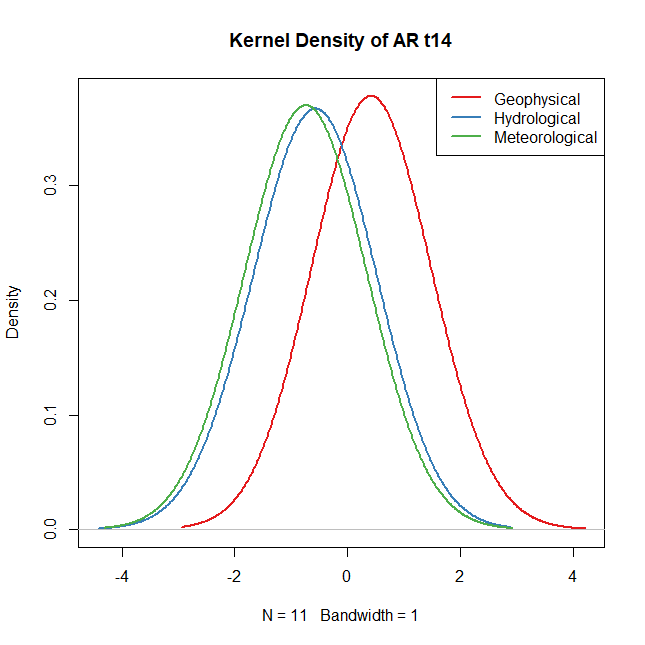 Kernel Density of AR t14
Geophysical
Hydrological
Meteorological
Density
0.3
0.2
0.1
0.0
-4 -2 0 2 4
N = 11 Bandwidth = 1